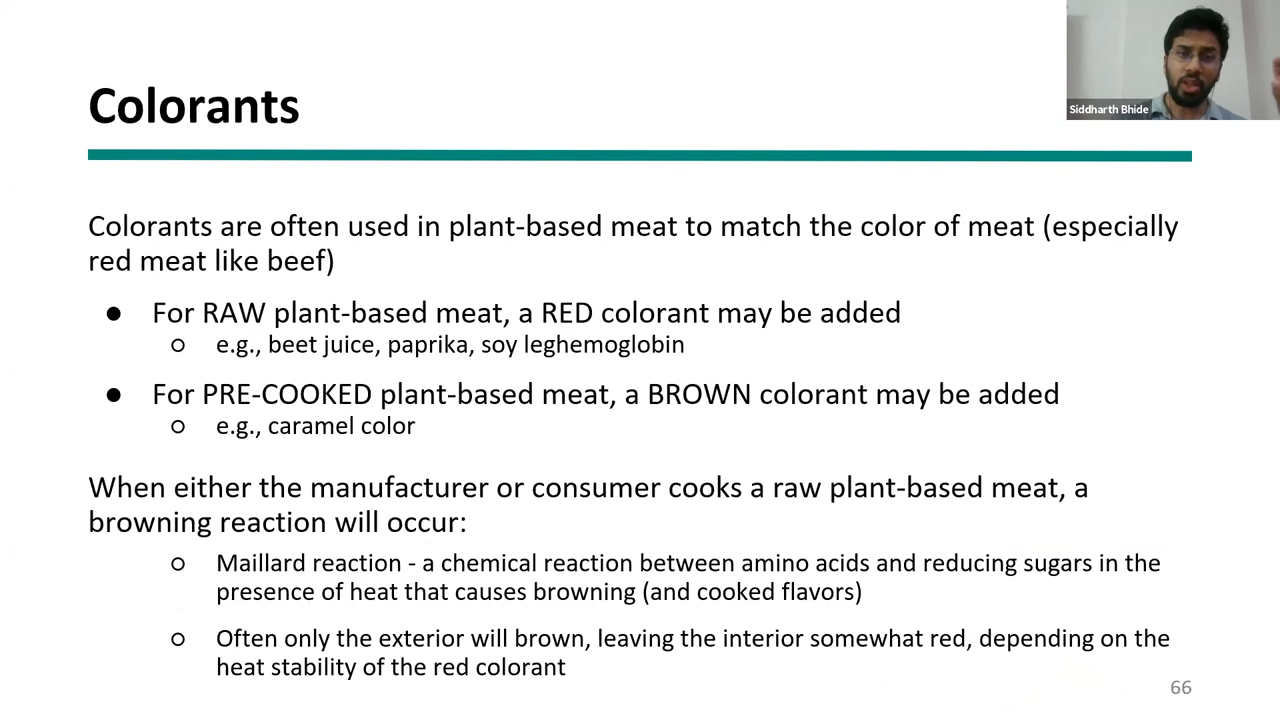 Siddharth Bhide
Colorants
Colorants are often used in plant-based meat to match the color of meat (especially
red meat like beef)
● For RAW plant-based meat, a RED colorant may be added
○ e.g., beet juice, paprika, soy leghemoglobin
● For PRE-COOKED plant-based meat, a BROWN colorant may be added
○ e.g., caramel color
When either the manufacturer or consumer cooks a raw plant-based meat, a
browning reaction will occur:
○ Maillard reaction - a chemical reaction between amino acids and reducing sugars in the
presence of heat that causes browning (and cooked flavors)
○ Often only the exterior will brown, leaving the interior somewhat red, depending on the
heat stability of the red colorant
66